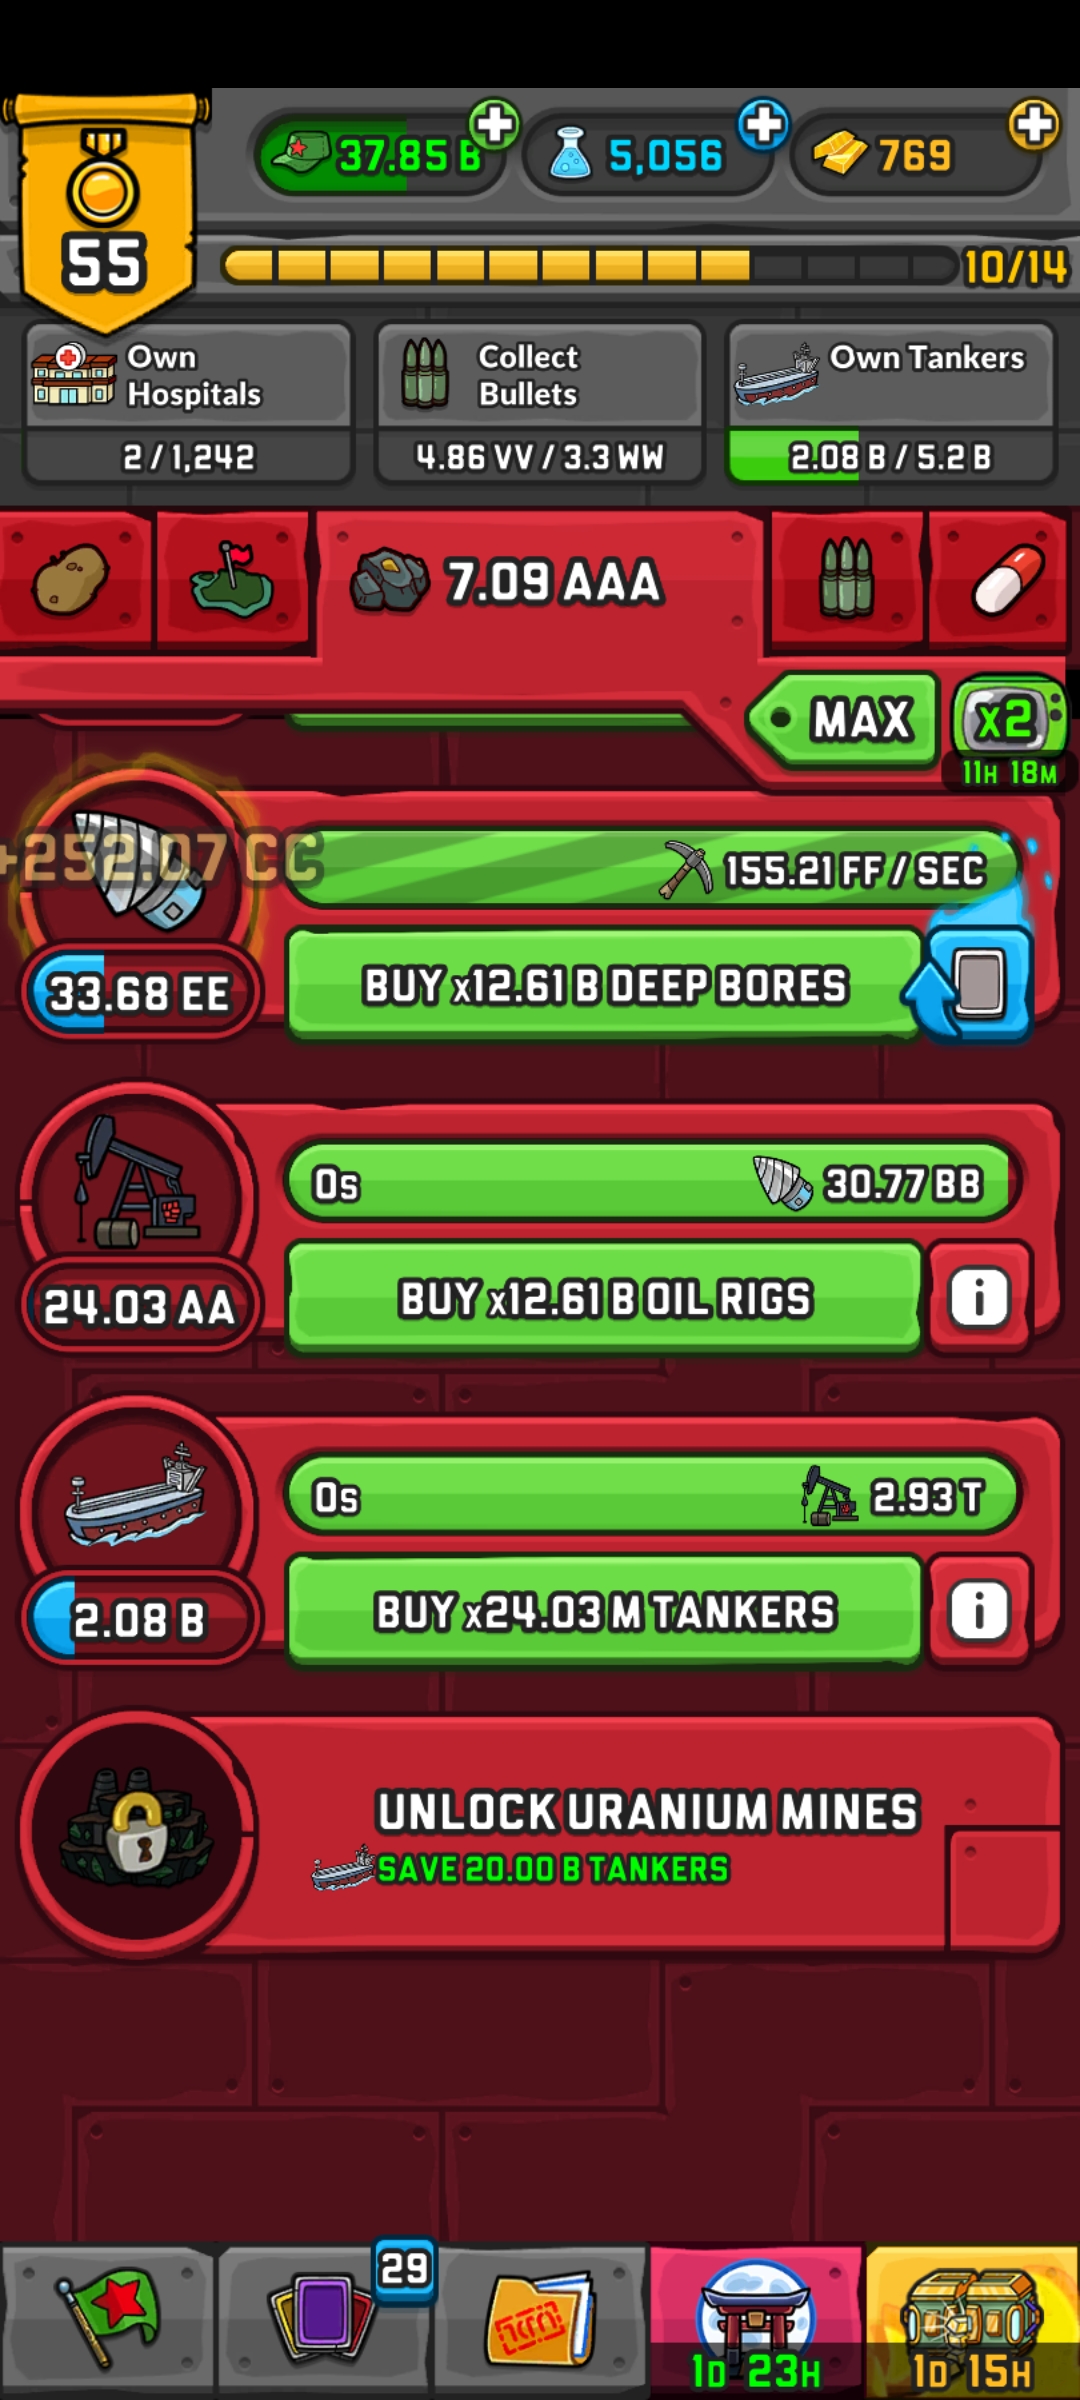 37.85 B
5,056
769
55
10/14
Own
Hospitals
2 / 1,242
Collect
Bullets
4.86 VV / 3.3 WW
Own Tankers
2.08 B / 5.2 B
7.09 AAA
MAX
x2
11H 18M
+252.07 CC
155.21 FF / SEC
33.68 EE
BUY x12.61 B DEEP BORES
0s
30.77 BB
24.03 AA
BUY x12.61 B OIL RIGS
i
0s
2.93 T
2.08 B
BUY x24.03 M TANKERS
i
UNLOCK URANIUM MINES
SAVE 20.00 B TANKERS
29
1D 23H
1D 15H